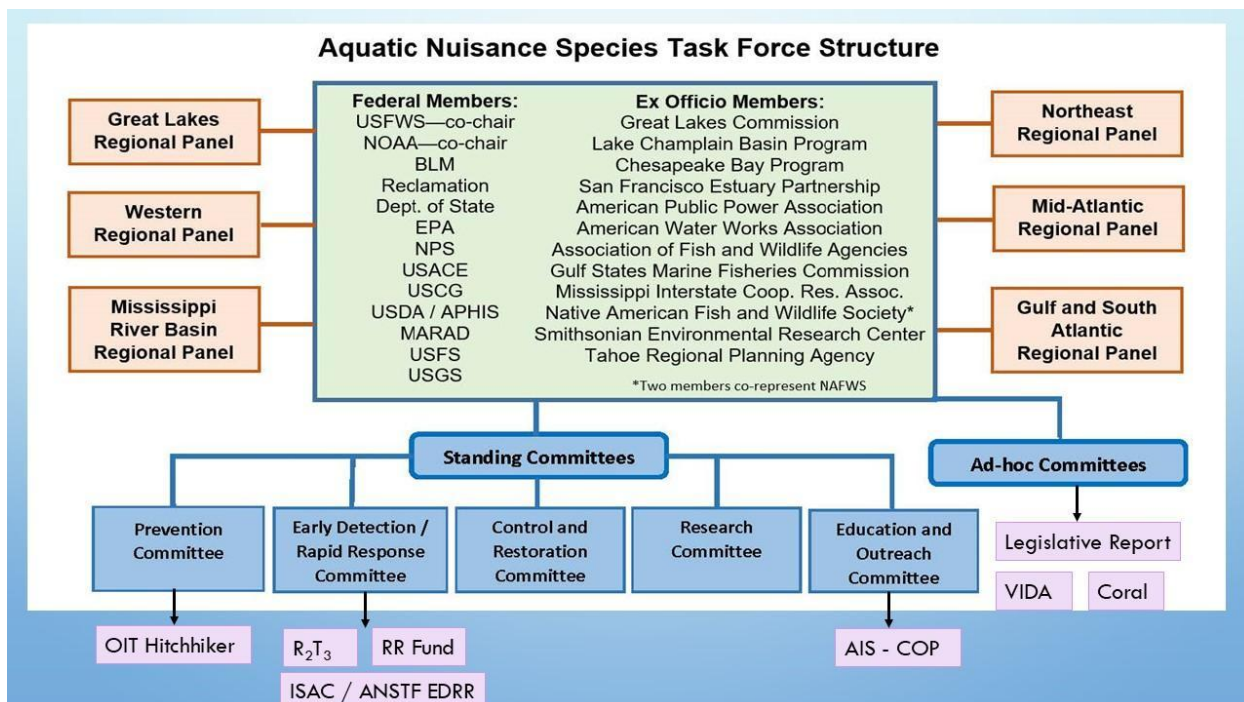 Aquatic Nuisance Species Task Force Structure
Great Lakes
Regional Panel
Western
Regional Panel
Mississippi
River Basin
Regional Panel
Federal Members:
USFWS—co-chair
NOAA—co-chair
BLM
Reclamation
Dept. of State
EPA
NPS
USACE
USCG
USDA / APHIS
MARAD
USFS
USGS
Ex Officio Members:
Great Lakes Commission
Lake Champlain Basin Program
Chesapeake Bay Program
San Francisco Estuary Partnership
American Public Power Association
American Water Works Association
Association of Fish and Wildlife Agencies
Gulf States Marine Fisheries Commission
Mississippi Interstate Coop. Res. Assoc.
Native American Fish and Wildlife Society*
Smithsonian Environmental Research Center
Tahoe Regional Planning Agency
*Two members co-represent NAFWS
Northeast
Regional Panel
Mid-Atlantic
Regional Panel
Gulf and South
Atlantic
Regional Panel
Standing Committees
Ad-hoc Committees
Prevention
Committee
Early Detection /
Rapid Response
Committee
Control and
Restoration
Committee
Research
Committee
Education and
Outreach
Committee
Legislative Report
VIDA
Coral
OIT Hitchhiker
R₂T₃
RR Fund
ISAC / ANSTF EDRR
AIS - COP